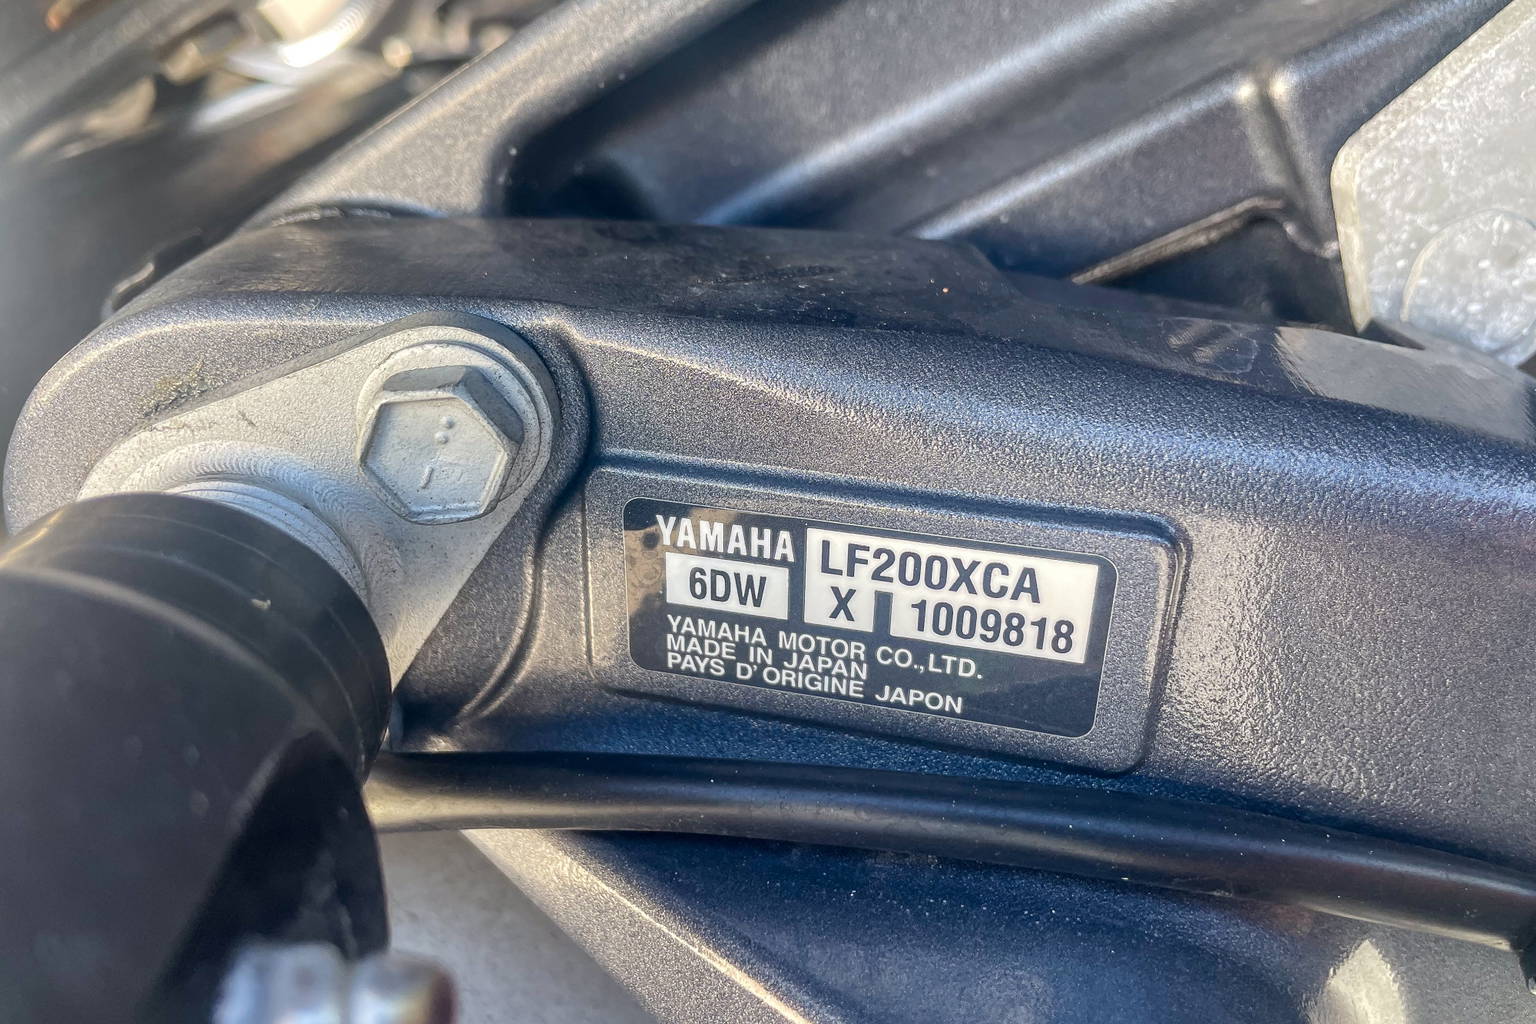 YAMAHA
LF200XCA
6DW
X 1009818
YAMAHA MOTOR CO.,LTD.
MADE IN JAPAN
PAYS D'ORIGINE JAPON